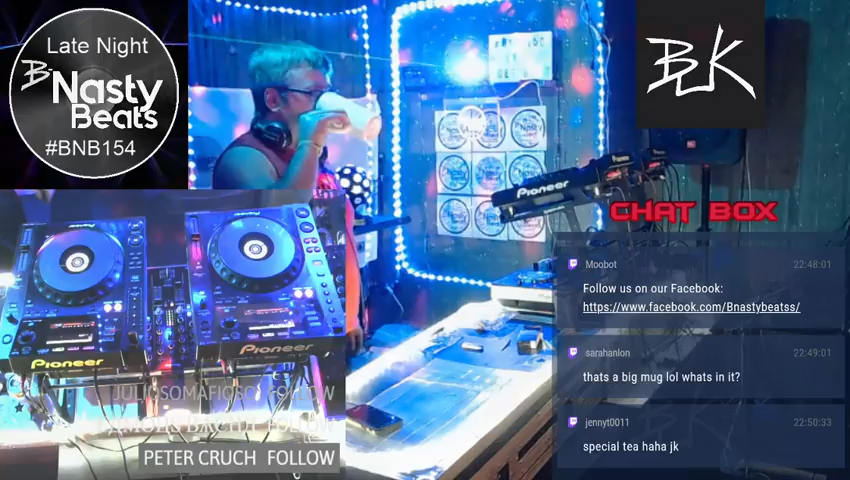 Late Night
B-Nasty
Beats
#BNB154
BUK
Nasty
Pioneer
CHAT BOX
Moobot 22:48:01
Follow us on our Facebook:
https://www.facebook.com/Bnastybeatss/
sarahanlon 22:49:01
thats a big mug lol whats in it?
jennyt0011 22:50:33
special tea haha jk
Pioneer
Pioneer
FOLLOW
FOLLOW
PETER CRUCH FOLLOW